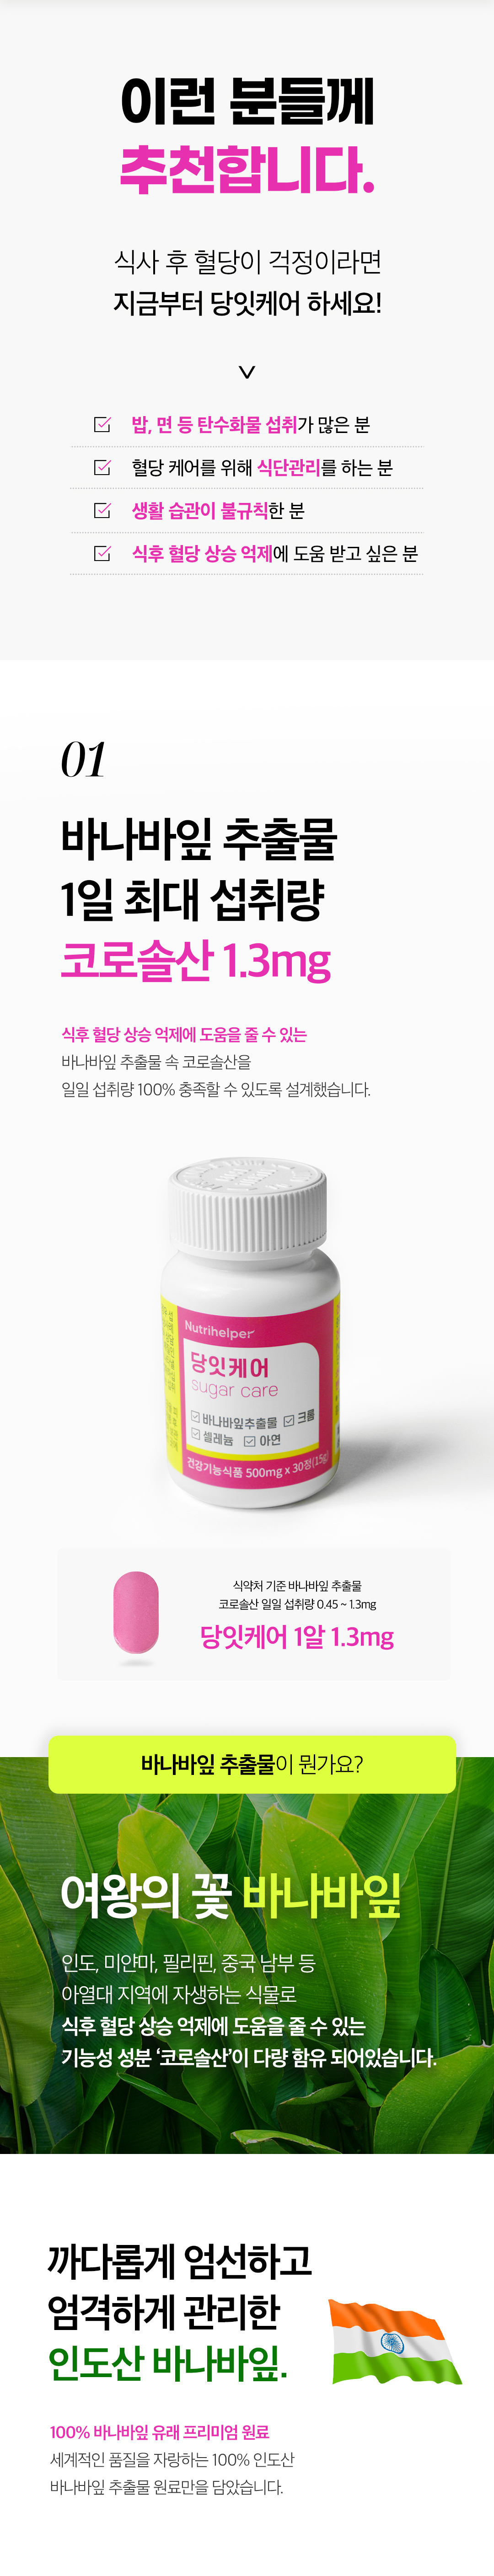 이런 분들께
추천합니다.
식사 후 혈당이 걱정이라면
지금부터 당잇케어 하세요!
밥, 면 등 탄수화물 섭취가 많은 분
혈당 케어를 위해 식단관리를 하는 분
생활 습관이 불규칙한 분
식후 혈당 상승 억제에 도움 받고 싶은 분
01
바나바잎 추출물
1일 최대 섭취량
코로솔산 1.3mg
식후 혈당 상승 억제에 도움을 줄 수 있는
바나바잎 추출물 속 코로솔산을
일일 섭취량 100% 충족할 수 있도록 설계했습니다.
Nutrihelper
당잇케어
sugar care
바나바잎추출물 크롬
셀레늄 아연
건강기능식품 500mg x 30정(15g)
식약처 기준 바나바잎 추출물
코로솔산 일일 섭취량 0.45 ~ 1.3mg
당잇케어 1알 1.3mg
바나바잎 추출물이 뭔가요?
여왕의 꽃 바나바잎
인도, 미얀마, 필리핀, 중국 남부 등
아열대 지역에 자생하는 식물로
식후 혈당 상승 억제에 도움을 줄 수 있는
기능성 성분 ‘코로솔산’이 다량 함유 되어있습니다.
까다롭게 엄선하고
엄격하게 관리한
인도산 바나바잎.
100% 바나바잎 유래 프리미엄 원료
세계적인 품질을 자랑하는 100% 인도산
바나바잎 추출물 원료만을 담았습니다.